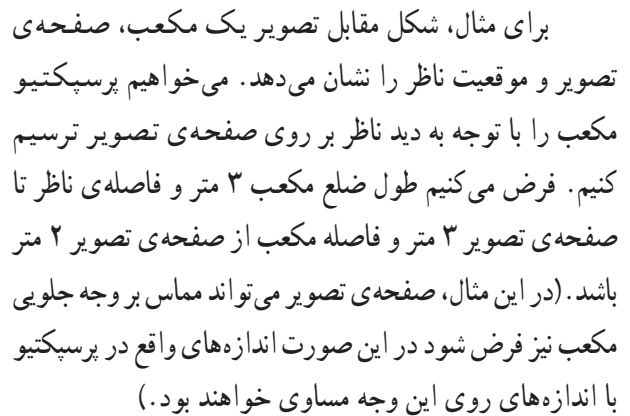 برای مثال، شکل مقابل تصویر یک مکعب، صفحه‌ی
تصویر و موقعیت ناظر را نشان می‌دهد. می‌خواهیم پرسپکتیو
مکعب را با توجه به دید ناظر بر روی صفحه‌ی تصویر ترسیم
کنیم. فرض می‌کنیم طول ضلع مکعب ۳ متر و فاصله‌ی ناظر تا
صفحه‌ی تصویر ۳ متر و فاصله مکعب از صفحه‌ی تصویر ۲ متر
باشد.(در این مثال، صفحه‌ی تصویر می‌تواند مماس بر وجه جلویی
مکعب نیز فرض شود در این صورت اندازه‌های واقع در پرسپکتیو
با اندازه‌های روی این وجه مساوی خواهند بود.)